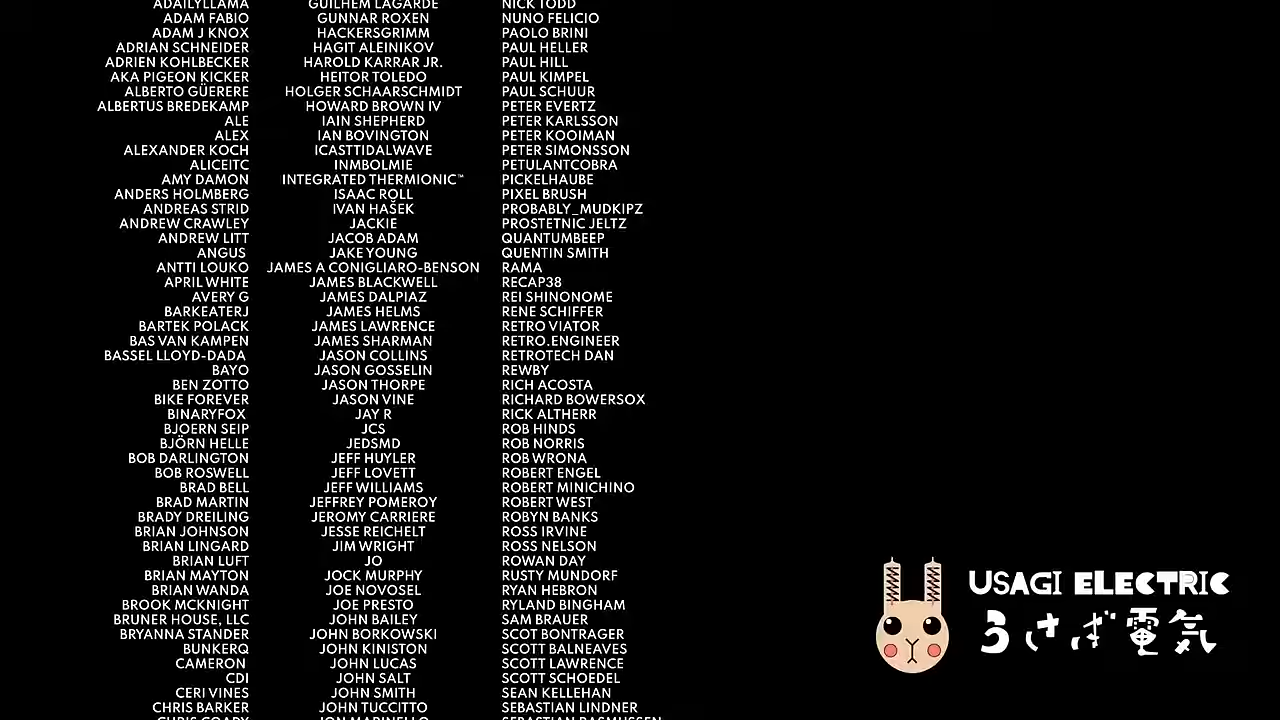 ADAILYLLAMA
ADAM FABIO
ADAM J KNOX
ADRIAN SCHNEIDER
ADRIEN KOHLBECKER
AKA PIGEON KICKER
ALBERTO GÜERERE
ALBERTUS BREDEKAMP
ALE
ALEX
ALEXANDER KOCH
ALICEITC
AMY DAMON
ANDERS HOLMBERG
ANDREAS STRID
ANDREW CRAWLEY
ANDREW LITT
ANGUS
ANTTI LOUKO
APRIL WHITE
AVERY G
BARKEATERJ
BARTEK POLACK
BAS VAN KAMPEN
BASSEL LLOYD-DADA
BAYO
BEN ZOTTO
BIKE FOREVER
BINARYFOX
BJOERN SEIP
BJÖRN HELLE
BOB DARLINGTON
BOB ROSWELL
BRAD BELL
BRAD MARTIN
BRADY DREILING
BRIAN JOHNSON
BRIAN LINGARD
BRIAN LUFT
BRIAN MAYTON
BRIAN WANDA
BROOK MCKNIGHT
BRUNER HOUSE, LLC
BRYANNA STANDER
BUNKERQ
CAMERON
CDI
CERI VINES
CHRIS BARKER
CHRIS COADY
GUILHEM LAGARDE
GUNNAR ROXEN
HACKERSGR1MM
HAGIT ALEINIKOV
HAROLD KARRAR JR.
HEITOR TOLEDO
HOLGER SCHAARSCHMIDT
HOWARD BROWN IV
IAIN SHEPHERD
IAN BOVINGTON
ICASTTIDALWAVE
INMBOLMIE
INTEGRATED THERMIONIC™
ISAAC ROLL
IVAN HAŠEK
JACKIE
JACOB ADAM
JAKE YOUNG
JAMES A CONIGLIARO-BENSON
JAMES BLACKWELL
JAMES DALPIAZ
JAMES HELMS
JAMES LAWRENCE
JAMES SHARMAN
JASON COLLINS
JASON GOSSELIN
JASON THORPE
JASON VINE
JAY R
JCS
JEDSMD
JEFF HUYLER
JEFF LOVETT
JEFF WILLIAMS
JEFFREY POMEROY
JEROMY CARRIERE
JESSE REICHELT
JIM WRIGHT
JO
JOCK MURPHY
JOE NOVOSEL
JOE PRESTO
JOHN BAILEY
JOHN BORKOWSKI
JOHN KINISTON
JOHN LUCAS
JOHN SALT
JOHN SMITH
JOHN TUCCITTO
JON MARINELLO
NICK TODD
NUNO FELICIO
PAOLO BRINI
PAUL HELLER
PAUL HILL
PAUL KIMPEL
PAUL SCHUUR
PETER EVERTZ
PETER KARLSSON
PETER KOOIMAN
PETER SIMONSSON
PETULANTCOBRA
PICKELHAUBE
PIXEL BRUSH
PROBABLY_MUDKIPZ
PROSTETNIC JELTZ
QUANTUMBEEP
QUENTIN SMITH
RAMA
RECAP38
REI SHINONOME
RENE SCHIFFER
RETRO VIATOR
RETRO.ENGINEER
RETROTECH DAN
REWBY
RICH ACOSTA
RICHARD BOWERSOX
RICK ALTHERR
ROB HINDS
ROB NORRIS
ROB WRONA
ROBERT ENGEL
ROBERT MINICHINO
ROBERT WEST
ROBYN BANKS
ROSS IRVINE
ROSS NELSON
ROWAN DAY
RUSTY MUNDORF
RYAN HEBRON
RYLAND BINGHAM
SAM BRAUER
SCOT BONTRAGER
SCOTT BALNEAVES
SCOTT LAWRENCE
SCOTT SCHOEDEL
SEAN KELLEHAN
SEBASTIAN LINDNER
SEBASTIAN RASMUSSEN
USAGI ELECTRIC
うさぎ電気